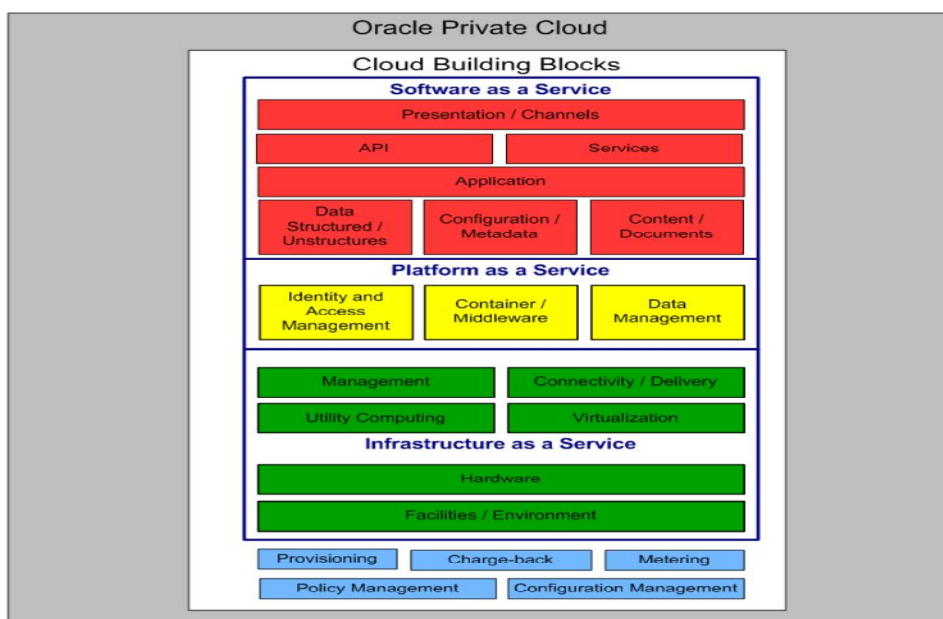 Oracle Private Cloud
Cloud Building Blocks
Software as a Service
Presentation / Channels
API
Services
Application
Data
Structured /
Unstructures
Configuration /
Metadata
Content /
Documents
Platform as a Service
Identity and
Access
Management
Container /
Middleware
Data
Management
Management
Connectivity / Delivery
Utility Computing
Virtualization
Infrastructure as a Service
Hardware
Facilities / Environment
Provisioning
Charge-back
Metering
Policy Management
Configuration Management